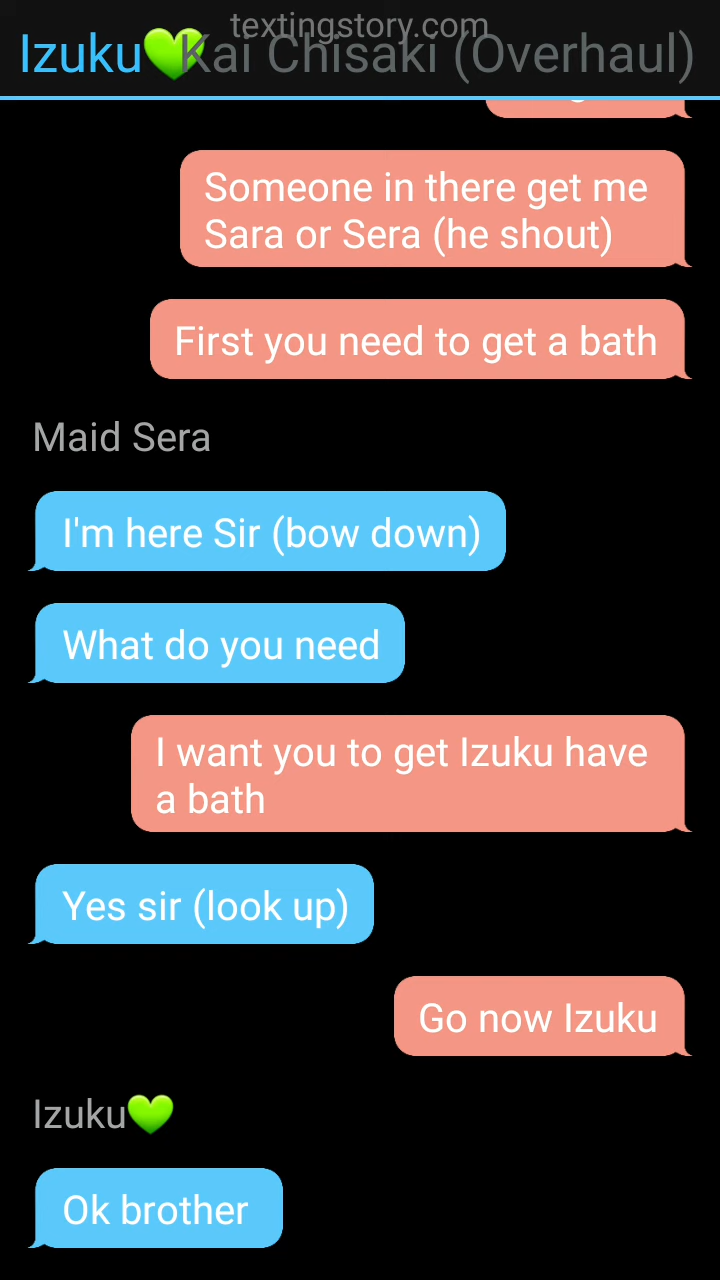 textingstory.com
Izuku💚 Kai Chisaki (Overhaul)
Someone in there get me
Sara or Sera (he shout)
First you need to get a bath
Maid Sera
I'm here Sir (bow down)
What do you need
I want you to get Izuku have
a bath
Yes sir (look up)
Go now Izuku
Izuku💚
Ok brother